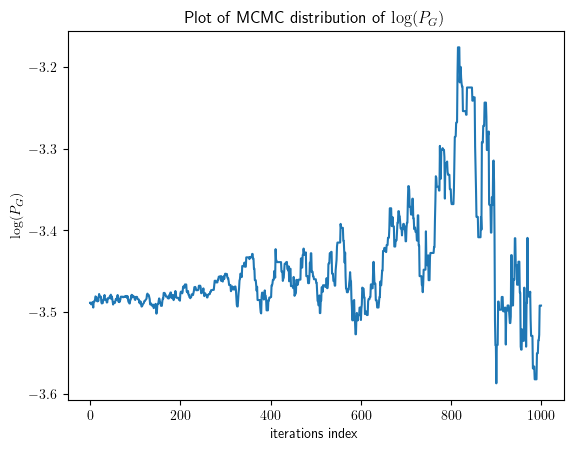 Plot of MCMC distribution of log(P_G)
log(P_G)
−3.2
−3.3
−3.4
−3.5
−3.6
0 200 400 600 800 1000
iterations index